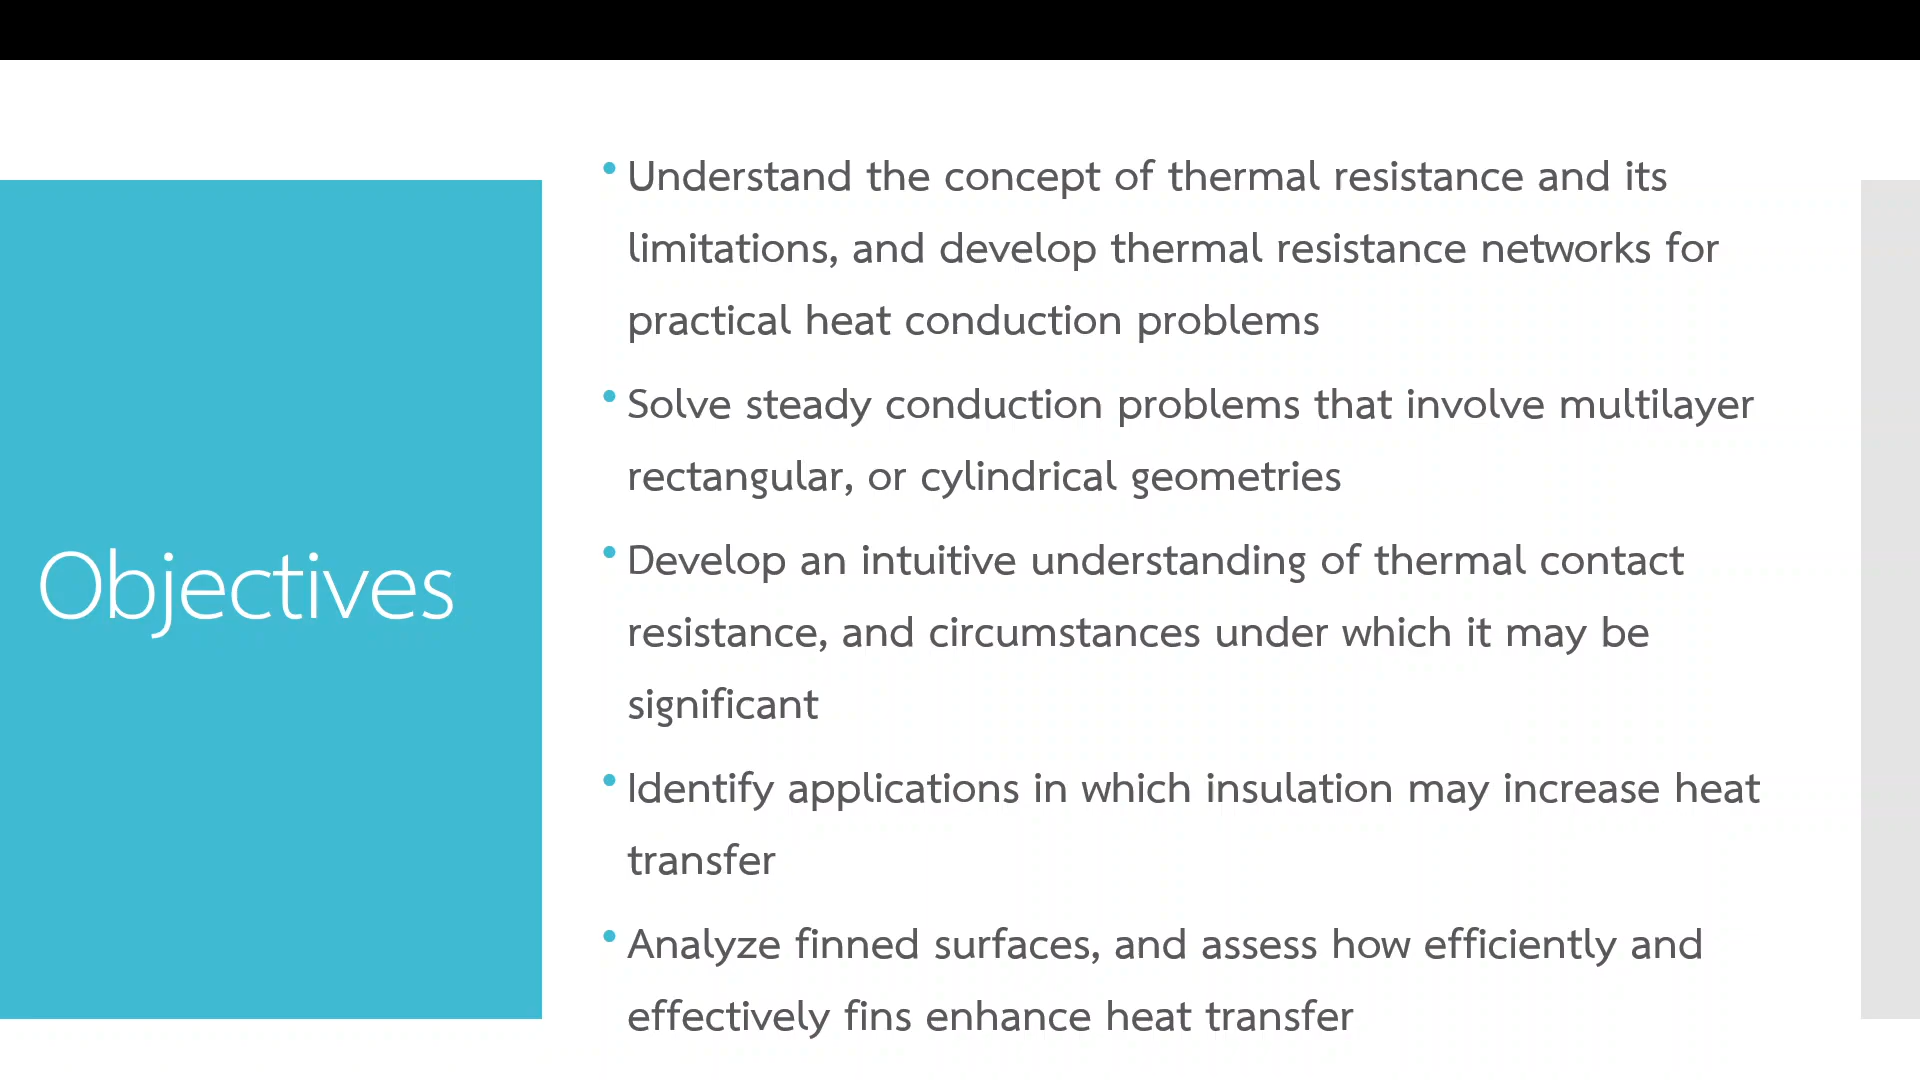 Objectives
• Understand the concept of thermal resistance and its
limitations, and develop thermal resistance networks for
practical heat conduction problems
• Solve steady conduction problems that involve multilayer
rectangular, or cylindrical geometries
• Develop an intuitive understanding of thermal contact
resistance, and circumstances under which it may be
significant
• Identify applications in which insulation may increase heat
transfer
• Analyze finned surfaces, and assess how efficiently and
effectively fins enhance heat transfer